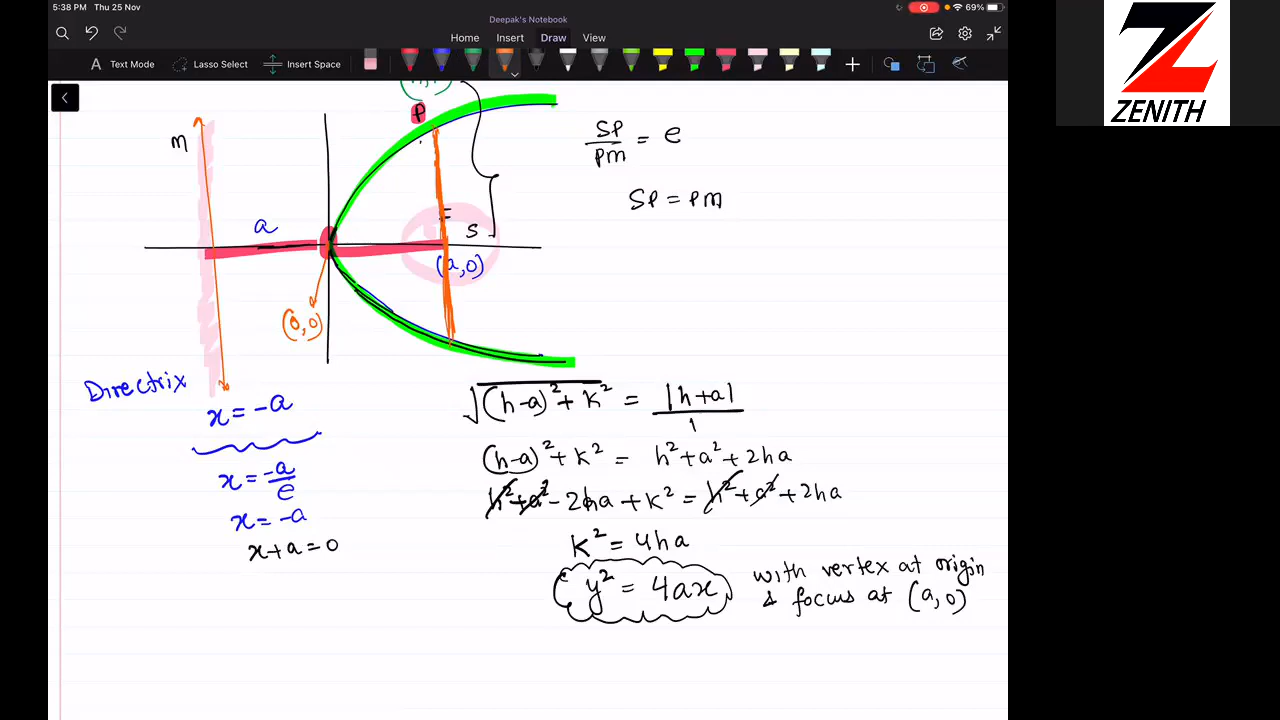 5:38 PM Thu 25 Nov
69%
Deepak's Notebook
Home Insert Draw View
Text Mode Lasso Select Insert Space
ZENITH
P
m
SP/PM = e
SP = PM
a
S
(a,0)
(0,0)
Directrix
x = -a
x = -a/e
x = -a
x+a=0
√(h-a)²+k² = |h+a|/1
(h-a)²+k² = h²+a²+2ha
h²+a²-2ha+k² = h²+a²+2ha
k² = 4ha
y² = 4ax
with vertex at origin
& focus at (a,0)